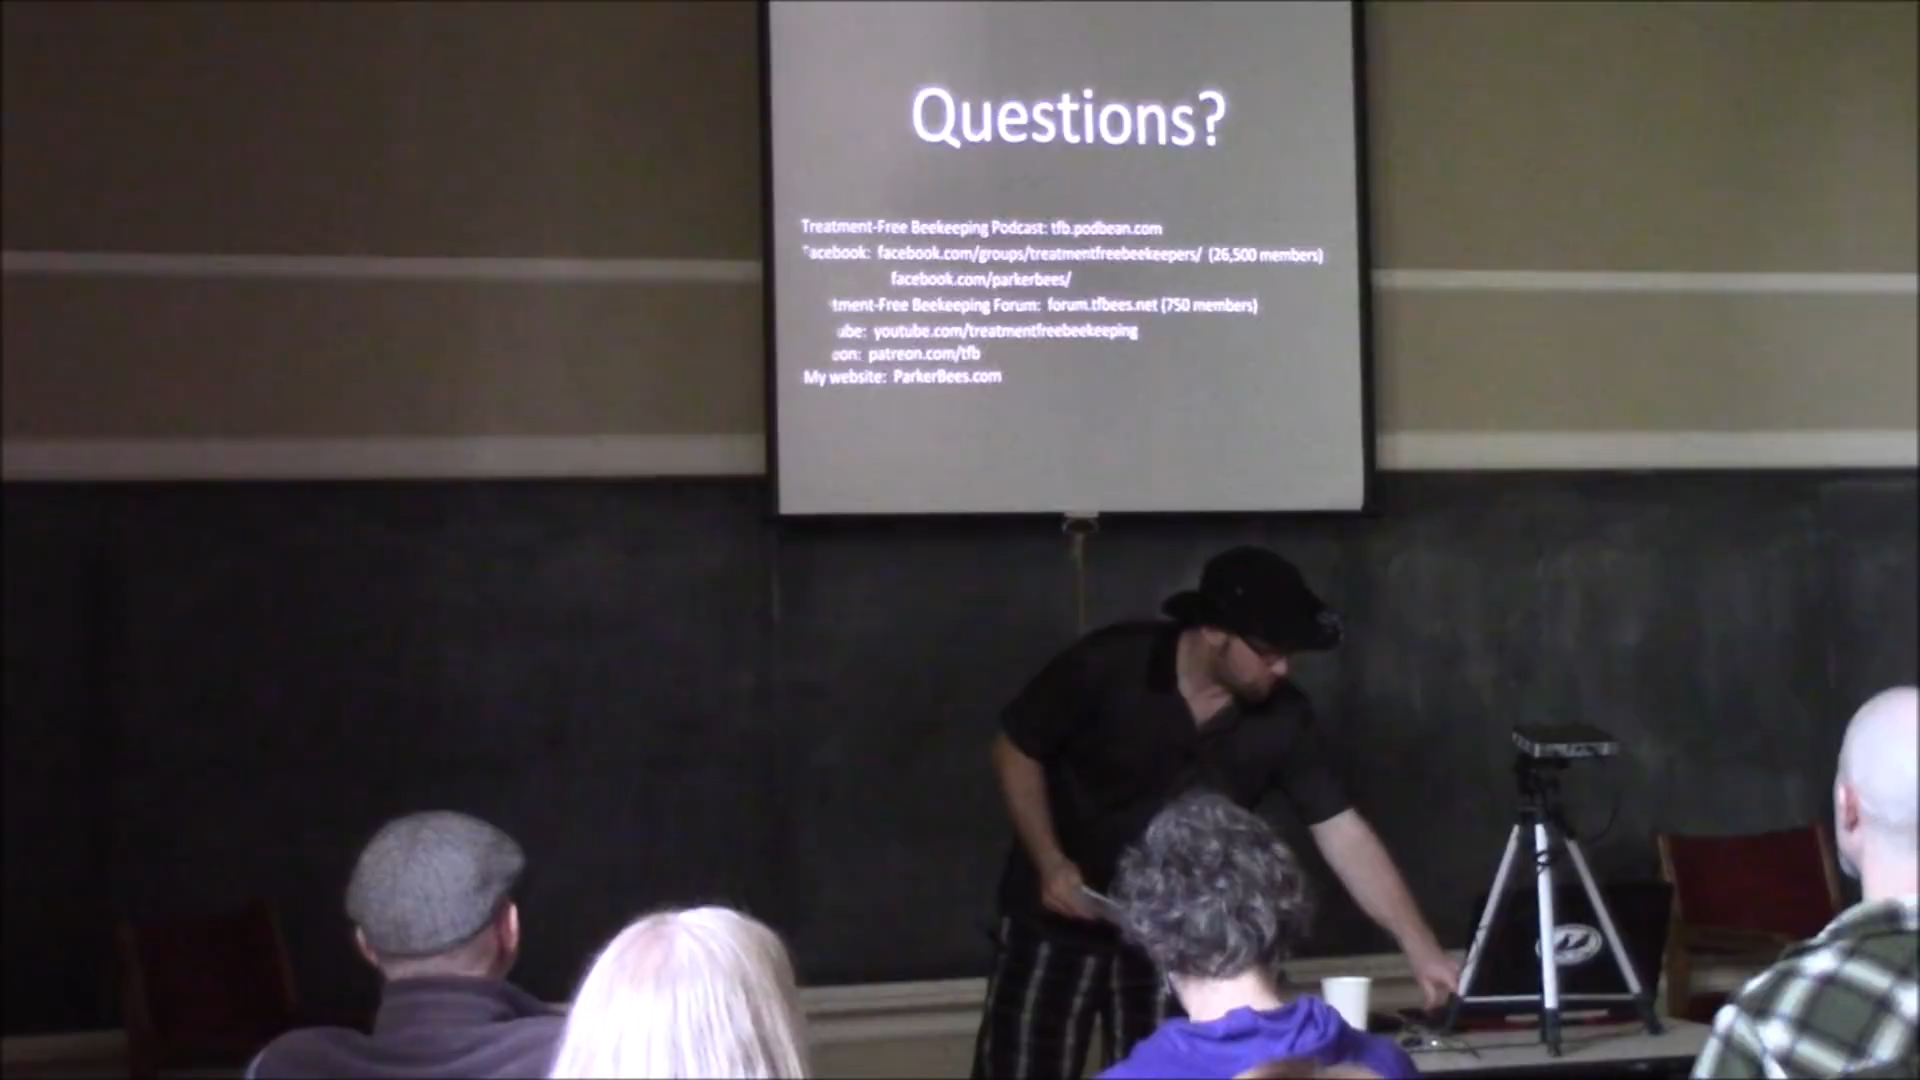 Questions?
Treatment-Free Beekeeping Podcast: tfb.podbean.com
acebook: facebook.com/groups/treatmentfreebeekeepers/ (26,500 members)
facebook.com/parkerbees/
tment-Free Beekeeping Forum: forum.tfbees.net (750 members)
ube: youtube.com/treatmentfreebeekeeping
eon: patreon.com/tfb
My website: ParkerBees.com